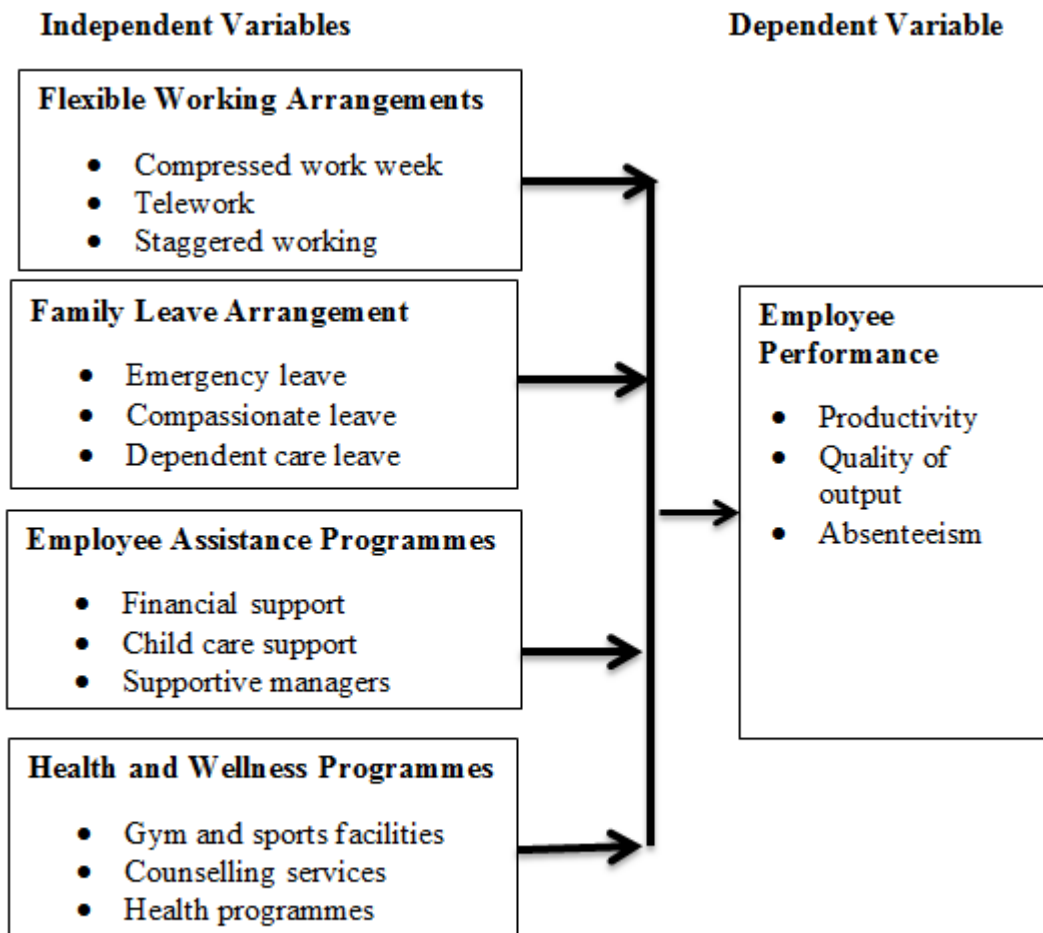 Independent Variables
Dependent Variable
Flexible Working Arrangements
• Compressed work week
• Telework
• Staggered working
Family Leave Arrangement
• Emergency leave
• Compassionate leave
• Dependent care leave
Employee Assistance Programmes
• Financial support
• Child care support
• Supportive managers
Health and Wellness Programmes
• Gym and sports facilities
• Counselling services
• Health programmes
Employee
Performance
• Productivity
• Quality of
output
• Absenteeism